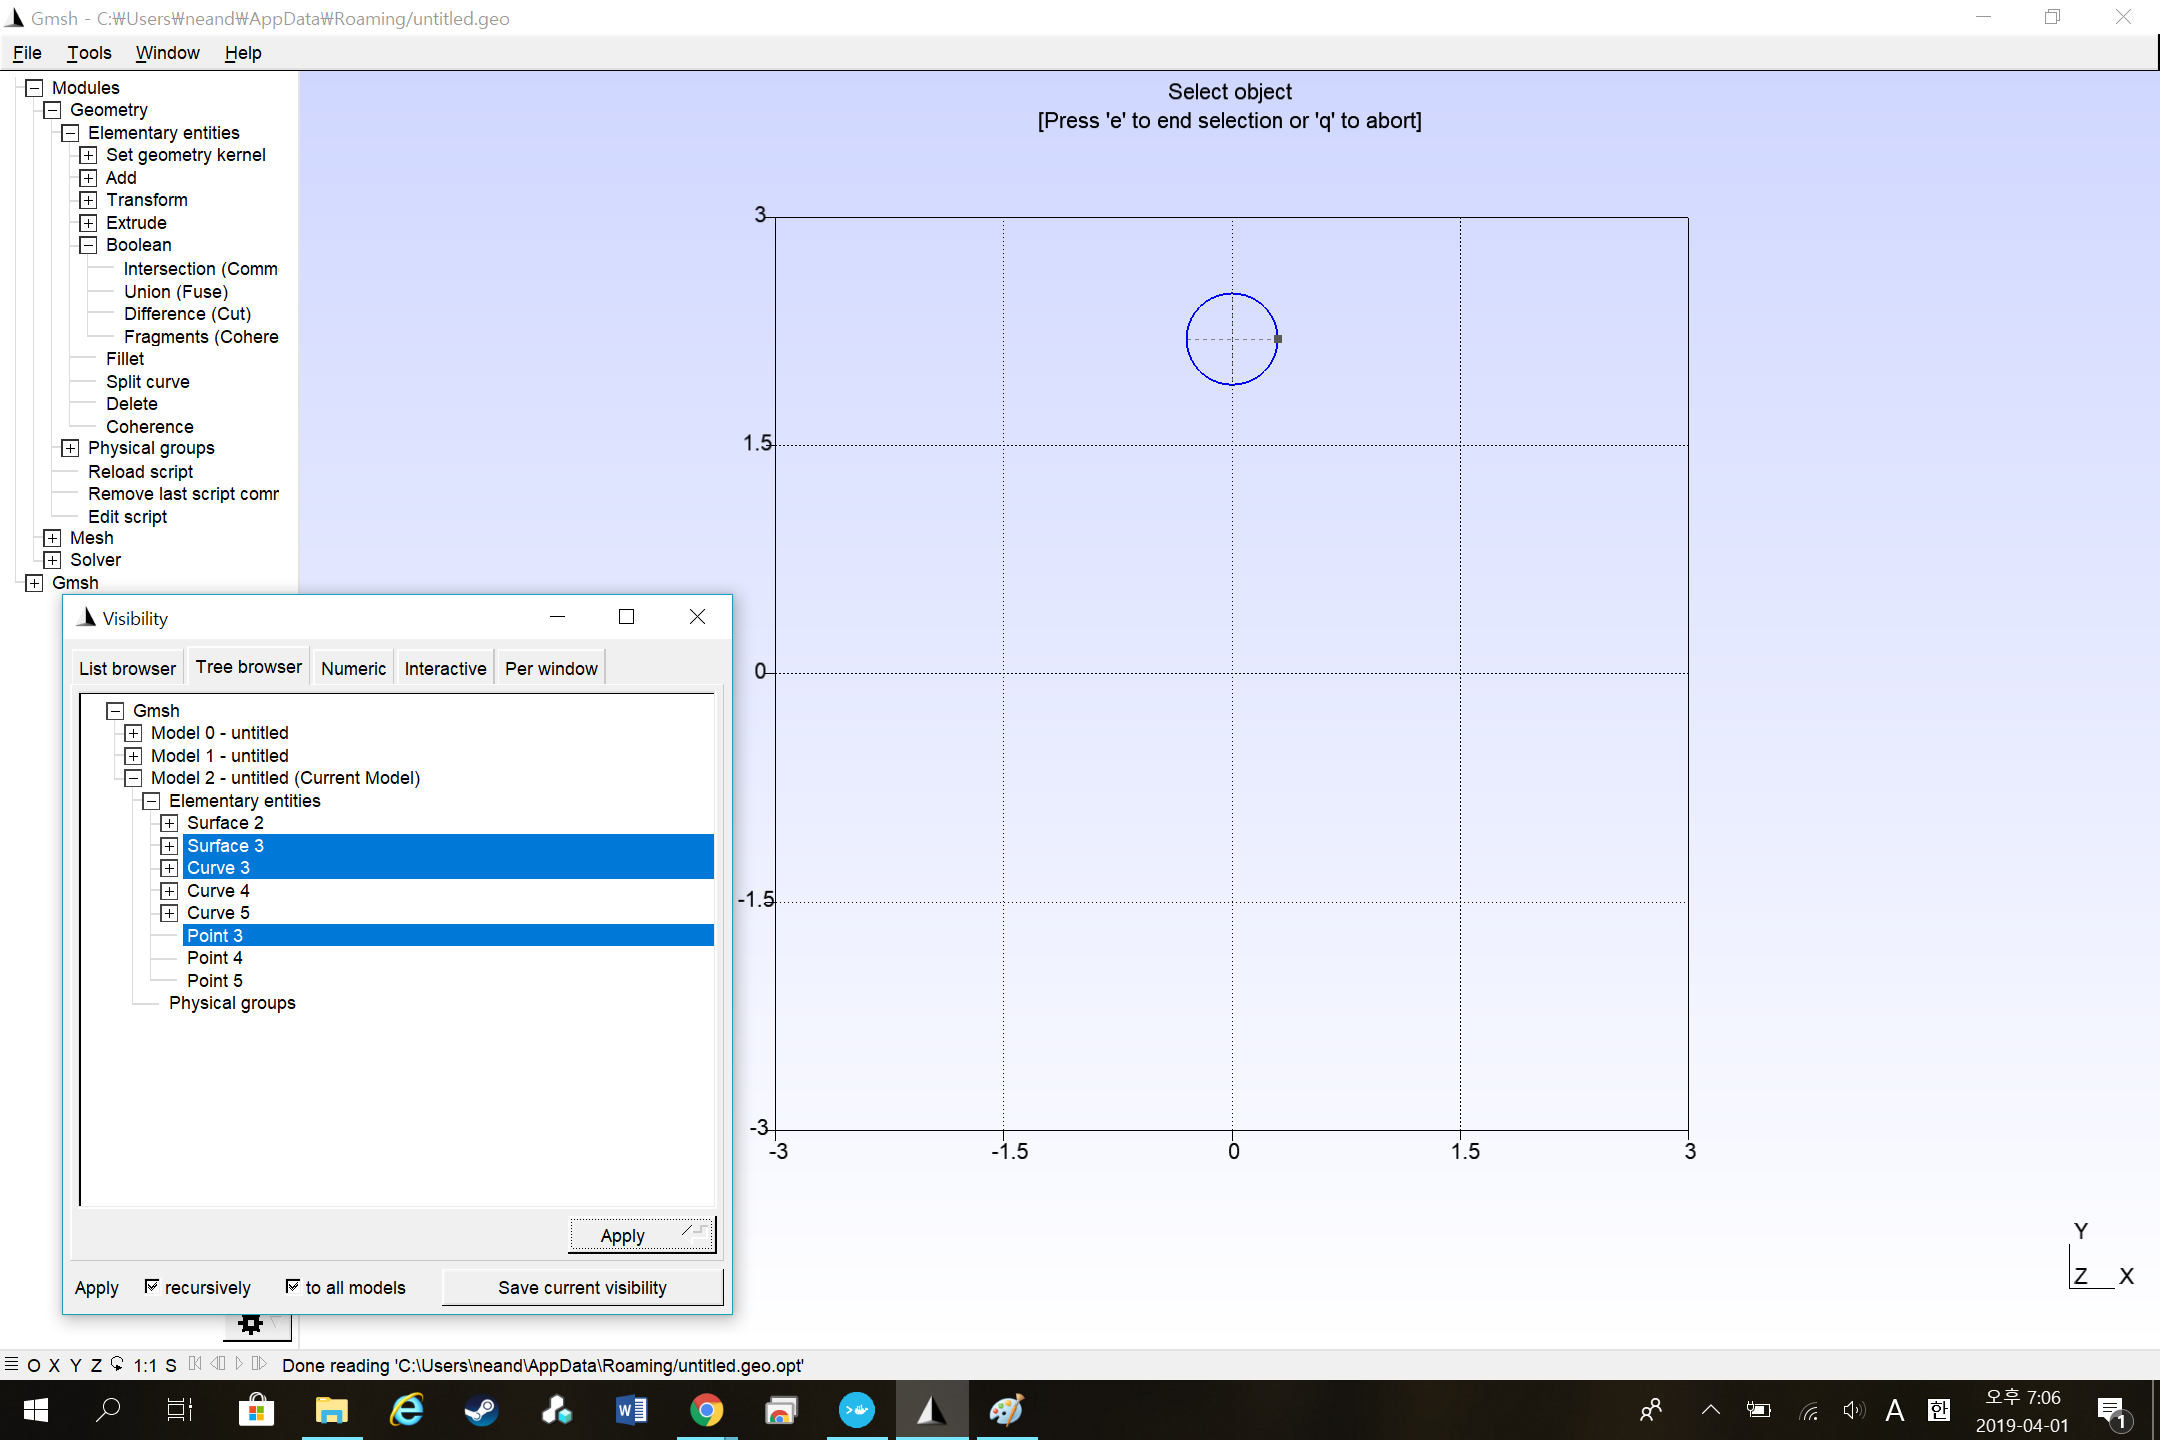 Gmsh - C:₩Users₩neand₩AppData₩Roaming/untitled.geo
File Tools Window Help
Modules
Geometry
Elementary entities
Set geometry kernel
Add
Transform
Extrude
Boolean
Intersection (Comm
Union (Fuse)
Difference (Cut)
Fragments (Cohere
Fillet
Split curve
Delete
Coherence
Physical groups
Reload script
Remove last script comr
Edit script
Mesh
Solver
Gmsh
Select object
[Press 'e' to end selection or 'q' to abort]
3
1.5
0
-1.5
-3
-3 -1.5 0 1.5 3
Y
Z X
Visibility
List browser Tree browser Numeric Interactive Per window
Gmsh
Model 0 - untitled
Model 1 - untitled
Model 2 - untitled (Current Model)
Elementary entities
Surface 2
Surface 3
Curve 3
Curve 4
Curve 5
Point 3
Point 4
Point 5
Physical groups
Apply
Apply recursively to all models Save current visibility
O X Y Z 1:1 S Done reading 'C:\Users\neand\AppData\Roaming/untitled.geo.opt'
A 한 오후 7:06
2019-04-01
1